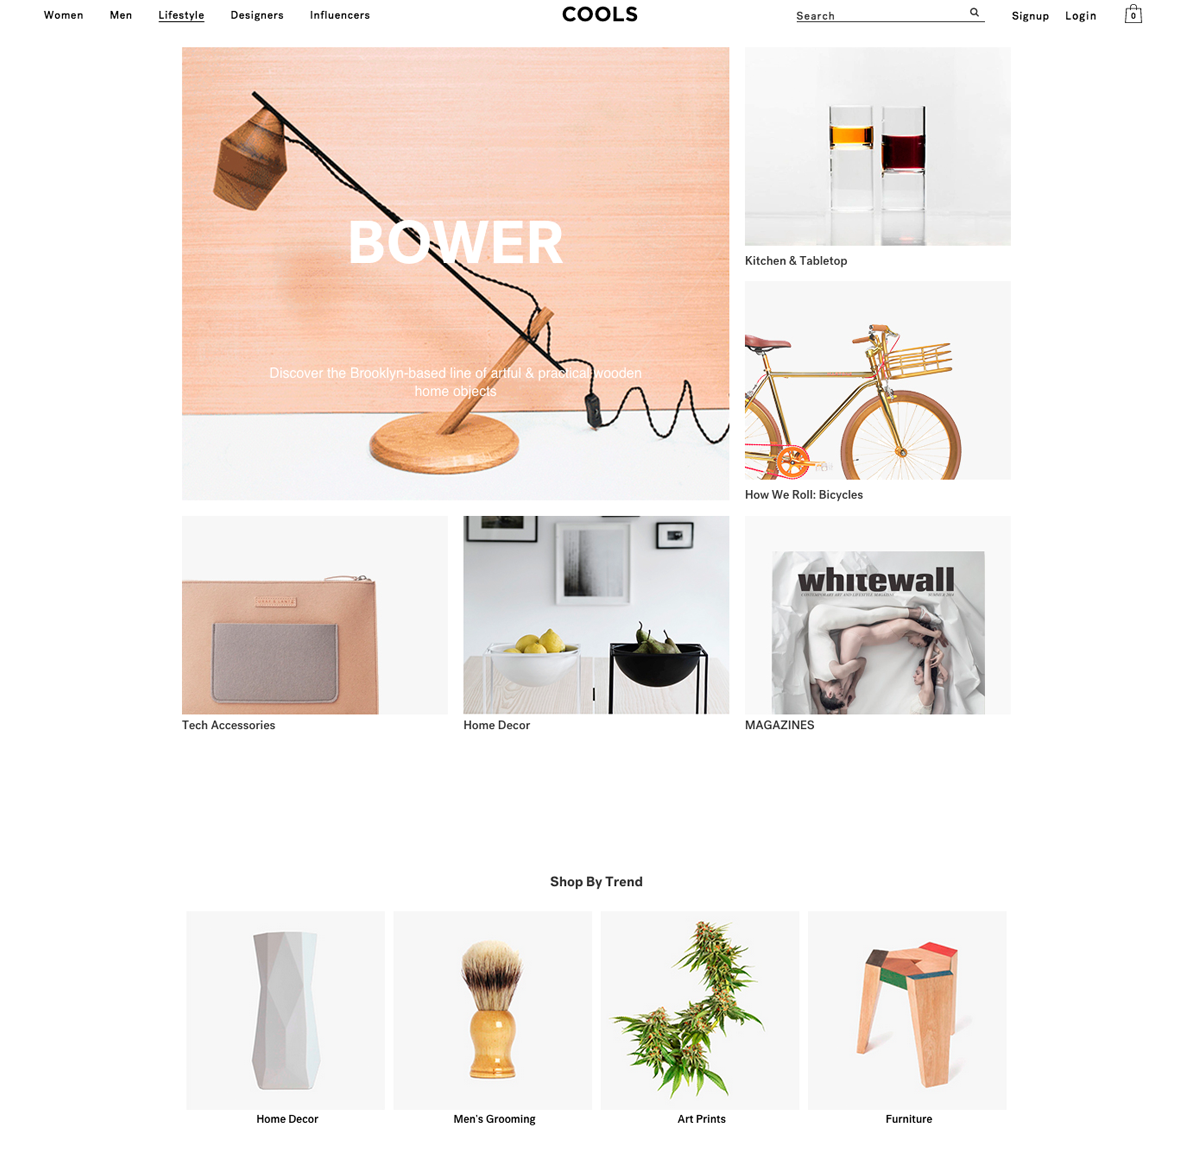 Women Men Lifestyle Designers Influencers COOLS Search Signup Login 0
BOWER
Discover the Brooklyn-based line of artful & practical wooden
home objects
Kitchen & Tabletop
How We Roll: Bicycles
Tech Accessories
Home Decor
whitewall
MAGAZINES
Shop By Trend
Home Decor
Men's Grooming
Art Prints
Furniture